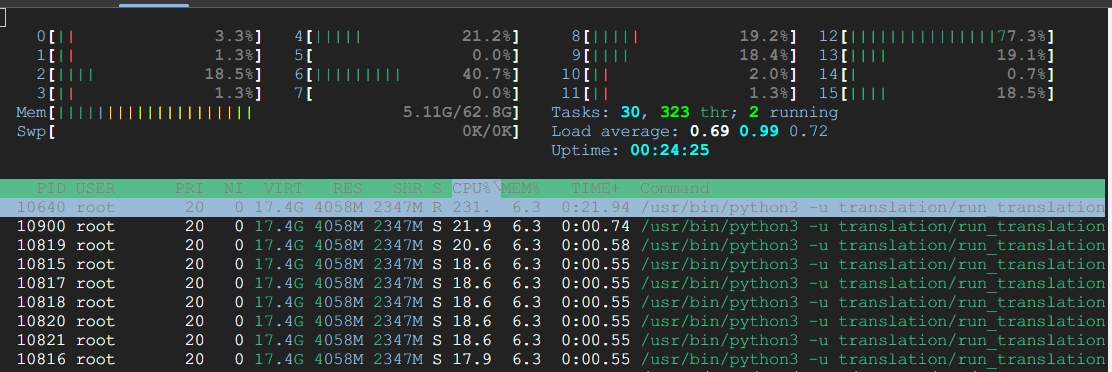 0[|| 3.3%] 4[||||| 21.2%] 8[||||| 19.2%] 12[|||||||||||||||77.3%]
1[|| 1.3%] 5[ 0.0%] 9[|||| 18.4%] 13[|||| 19.1%]
2[|||| 18.5%] 6[||||||||| 40.7%] 10[|| 2.0%] 14[| 0.7%]
3[|| 1.3%] 7[ 0.0%] 11[|| 1.3%] 15[|||| 18.5%]
Mem[|||||||||||||||||||| 5.11G/62.8G] Tasks: 30, 323 thr; 2 running
Swp[ 0K/0K] Load average: 0.69 0.99 0.72
Uptime: 00:24:25
PID USER PRI NI VIRT RES SHR S CPU%▽MEM% TIME+ Command
10640 root 20 0 17.4G 4058M 2347M R 231. 6.3 0:21.94 /usr/bin/python3 -u translation/run_translation
10900 root 20 0 17.4G 4058M 2347M S 21.9 6.3 0:00.74 /usr/bin/python3 -u translation/run_translation
10819 root 20 0 17.4G 4058M 2347M S 20.6 6.3 0:00.58 /usr/bin/python3 -u translation/run_translation
10815 root 20 0 17.4G 4058M 2347M S 18.6 6.3 0:00.55 /usr/bin/python3 -u translation/run_translation
10817 root 20 0 17.4G 4058M 2347M S 18.6 6.3 0:00.55 /usr/bin/python3 -u translation/run_translation
10818 root 20 0 17.4G 4058M 2347M S 18.6 6.3 0:00.55 /usr/bin/python3 -u translation/run_translation
10820 root 20 0 17.4G 4058M 2347M S 18.6 6.3 0:00.55 /usr/bin/python3 -u translation/run_translation
10821 root 20 0 17.4G 4058M 2347M S 18.6 6.3 0:00.55 /usr/bin/python3 -u translation/run_translation
10816 root 20 0 17.4G 4058M 2347M S 17.9 6.3 0:00.55 /usr/bin/python3 -u translation/run_translation